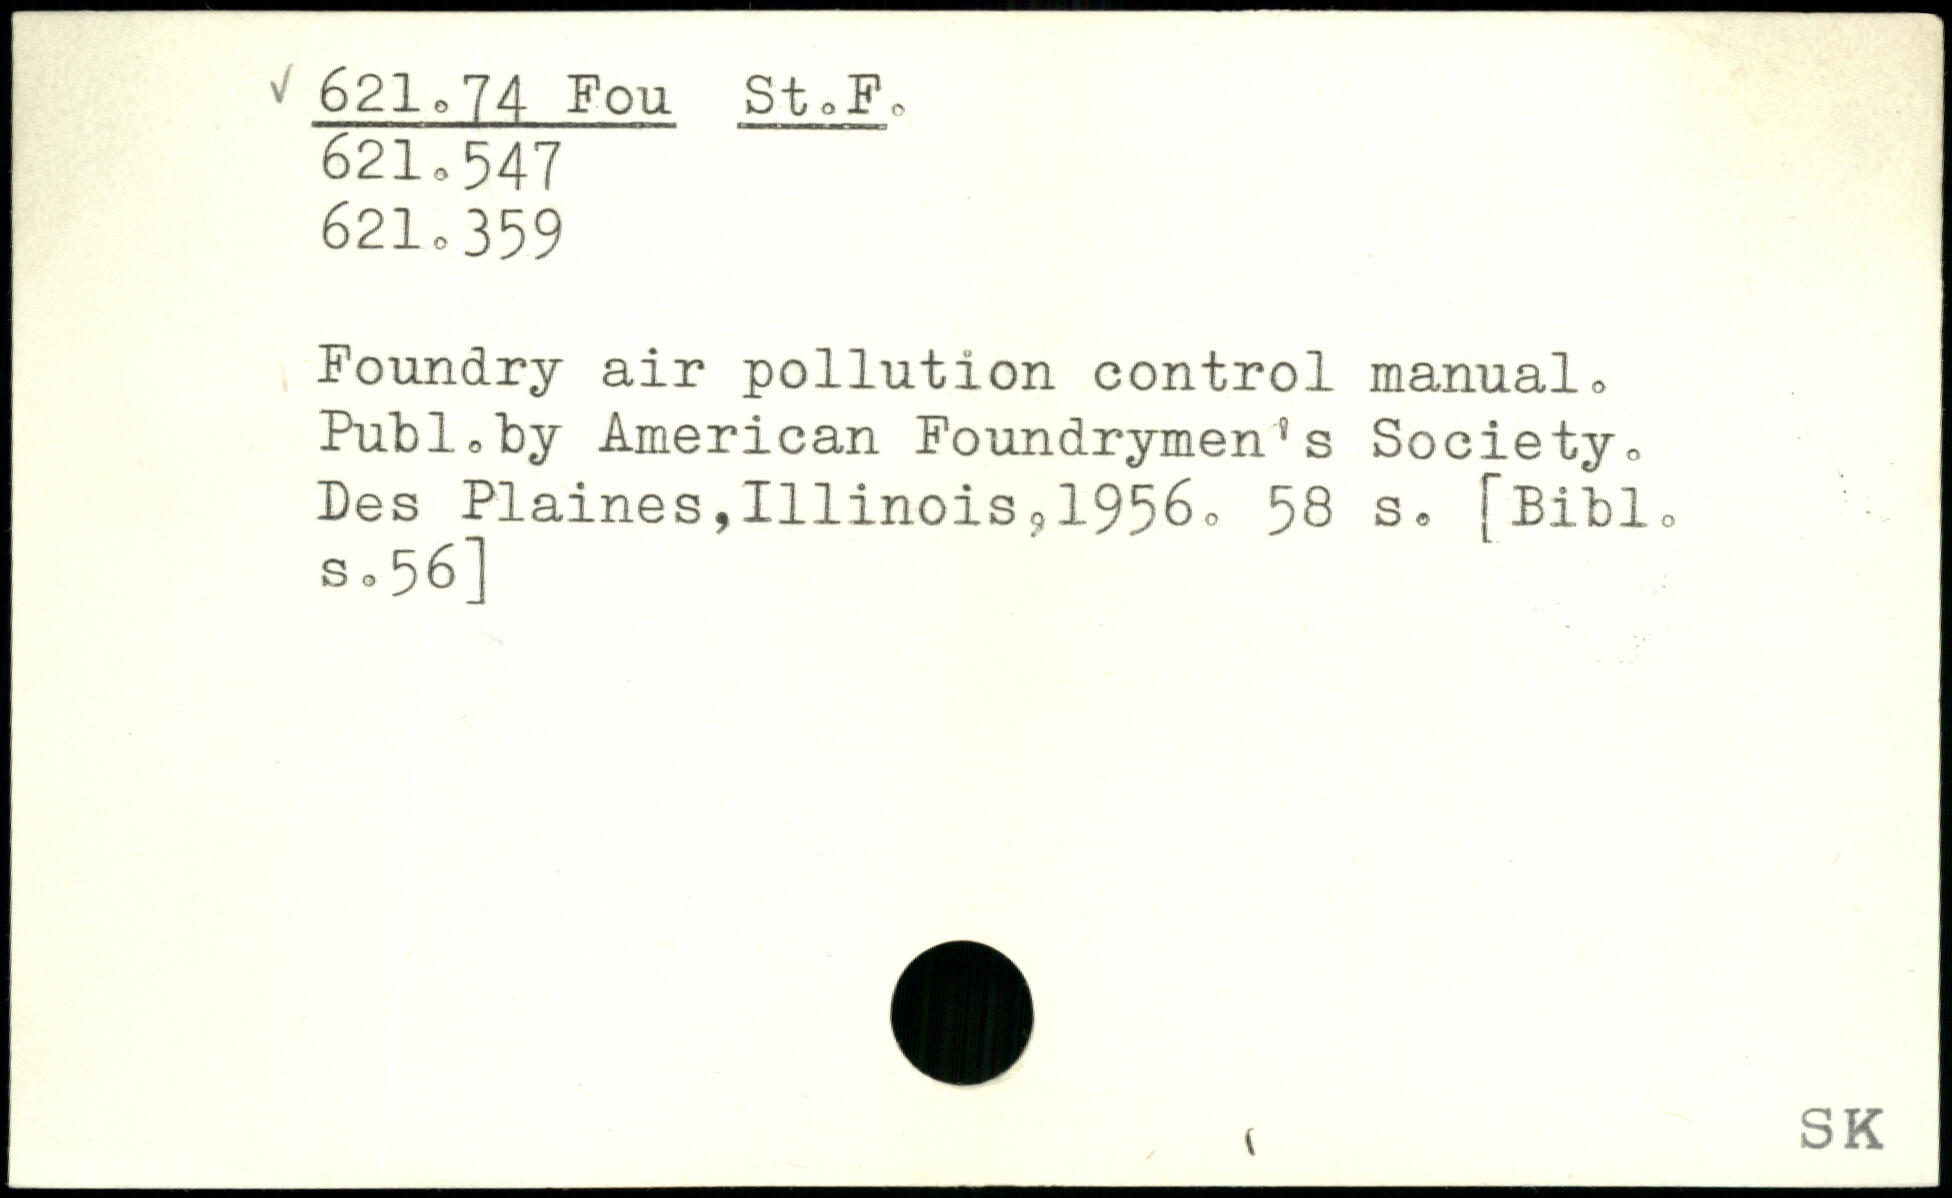 √ 621.74 Fou St.F.
621.547
621.359
Foundry air pollution control manual.
Publ.by American Foundrymen's Society.
Des Plaines,Illinois,1956. 58 s. [Bibl.
s.56]
SK